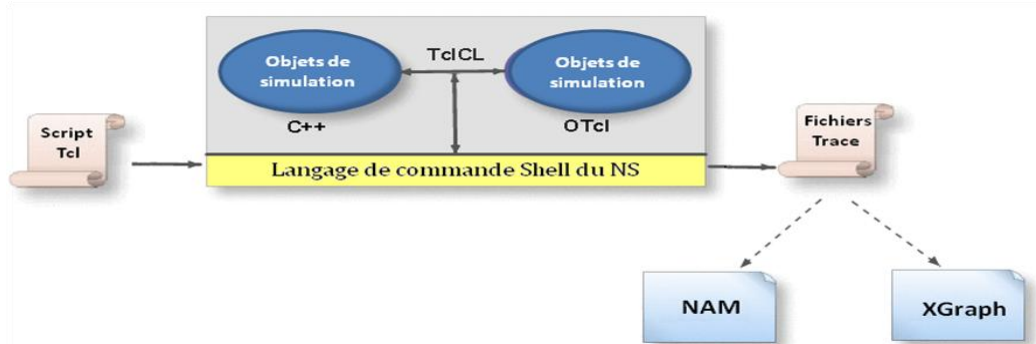 Objets de
simulation
TclCL
Objets de
simulation
C++
OTcl
Script
Tcl
Langage de commande Shell du NS
Fichiers
Trace
NAM
XGraph